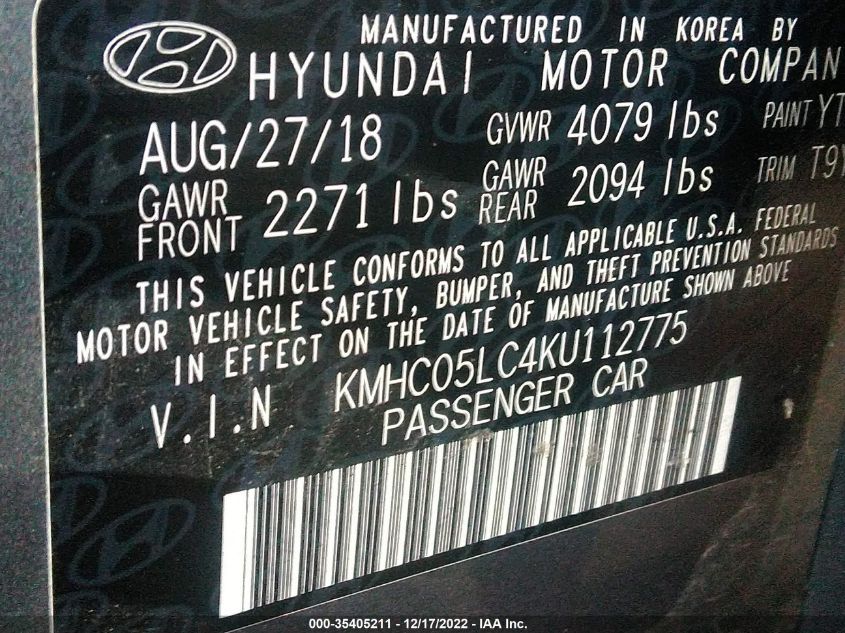 MANUFACTURED IN KOREA BY
HYUNDAI MOTOR COMPAN
AUG/27/18 GVWR 4079 lbs PAINT YT
GAWR FRONT 2271 lbs GAWR REAR 2094 lbs TRIM T9Y
THIS VEHICLE CONFORMS TO ALL APPLICABLE U.S.A. FEDERAL
MOTOR VEHICLE SAFETY, BUMPER, AND THEFT PREVENTION STANDARDS
IN EFFECT ON THE DATE OF MANUFACTURE SHOWN ABOVE
V.I.N KMHC05LC4KU112775
PASSENGER CAR
000-35405211 - 12/17/2022 - IAA Inc.